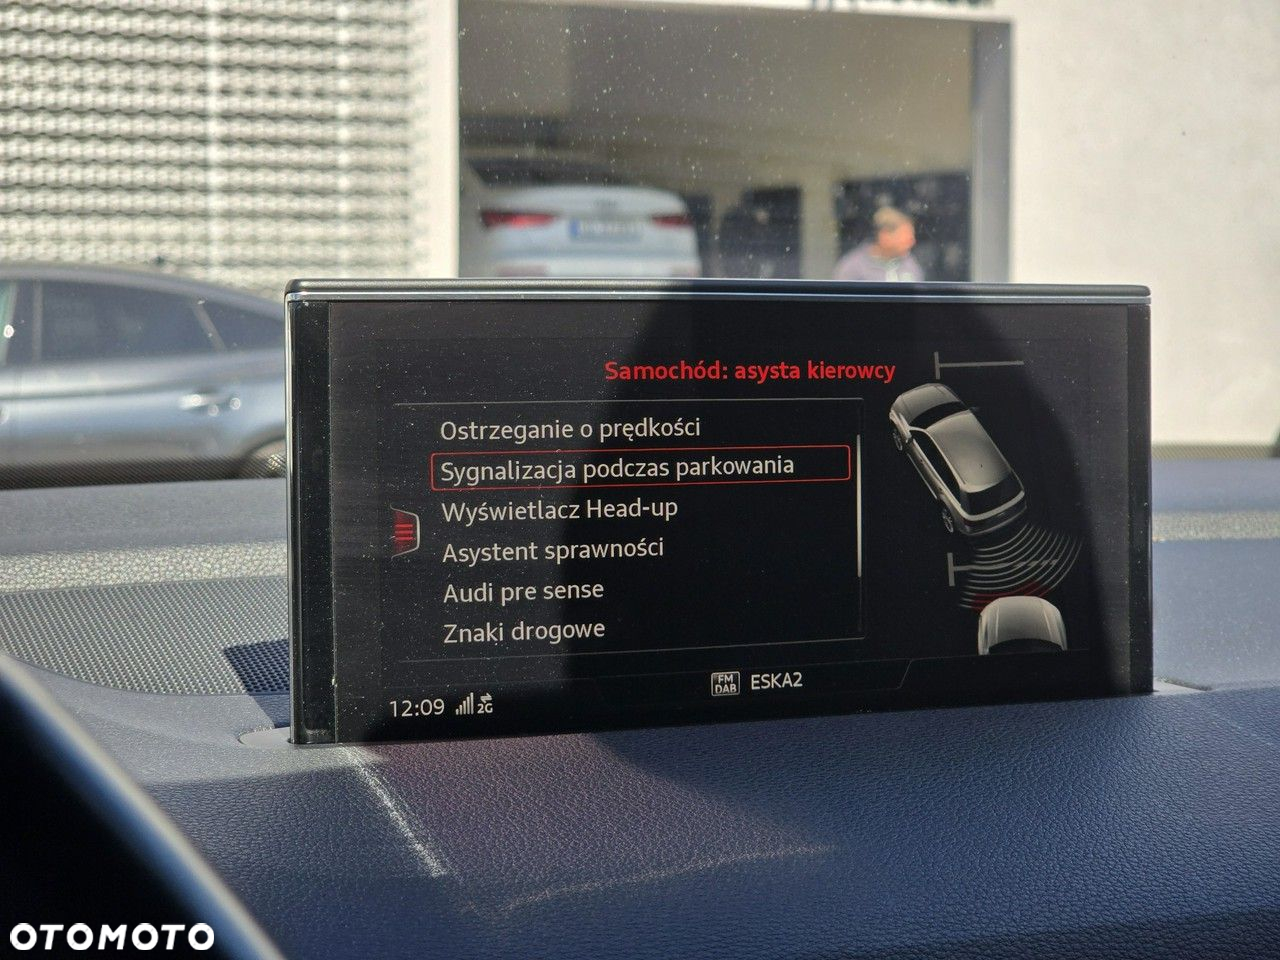 Samochód: asysta kierowcy
Ostrzeganie o prędkości
Sygnalizacja podczas parkowania
Wyświetlacz Head-up
Asystent sprawności
Audi pre sense
Znaki drogowe
FM
DAB
ESKA2
12:09
2G
OTOMOTO